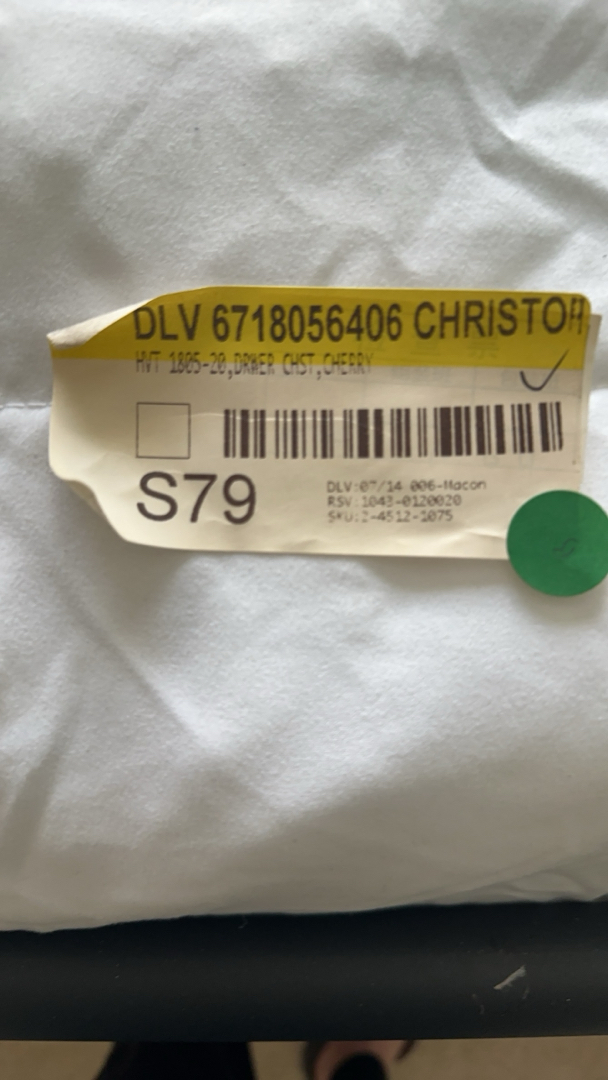 DLV 6718056406 CHRISTOF
HVT 1805-20,DRWER CHST,CHERRY
S79
DLV:07/14 006-Macon
RSV:1043-0120020
SKU:2-4512-1075